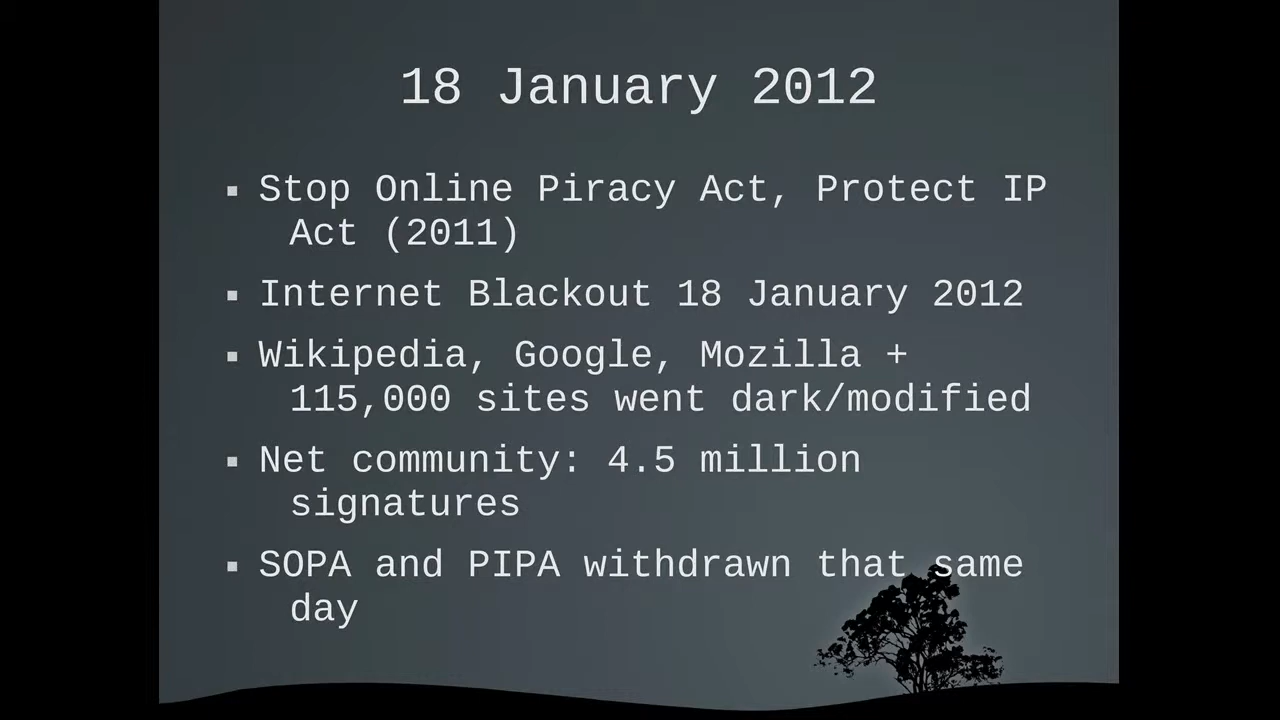 18 January 2012
▪ Stop Online Piracy Act, Protect IP
Act (2011)
▪ Internet Blackout 18 January 2012
▪ Wikipedia, Google, Mozilla +
115,000 sites went dark/modified
▪ Net community: 4.5 million
signatures
▪ SOPA and PIPA withdrawn that same
day